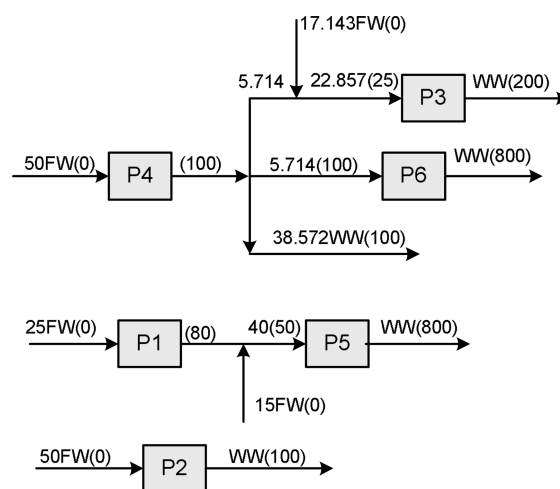 17.143FW(0)
5.714
22.857(25)
P3
WW(200)
50FW(0)
P4
(100)
5.714(100)
P6
WW(800)
38.572WW(100)
25FW(0)
P1
(80)
40(50)
P5
WW(800)
15FW(0)
50FW(0)
P2
WW(100)